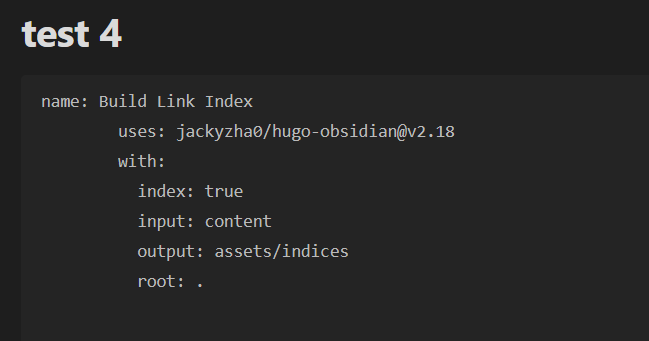 test 4
name: Build Link Index
uses: jackyzha0/hugo-obsidian@v2.18
with:
index: true
input: content
output: assets/indices
root: .